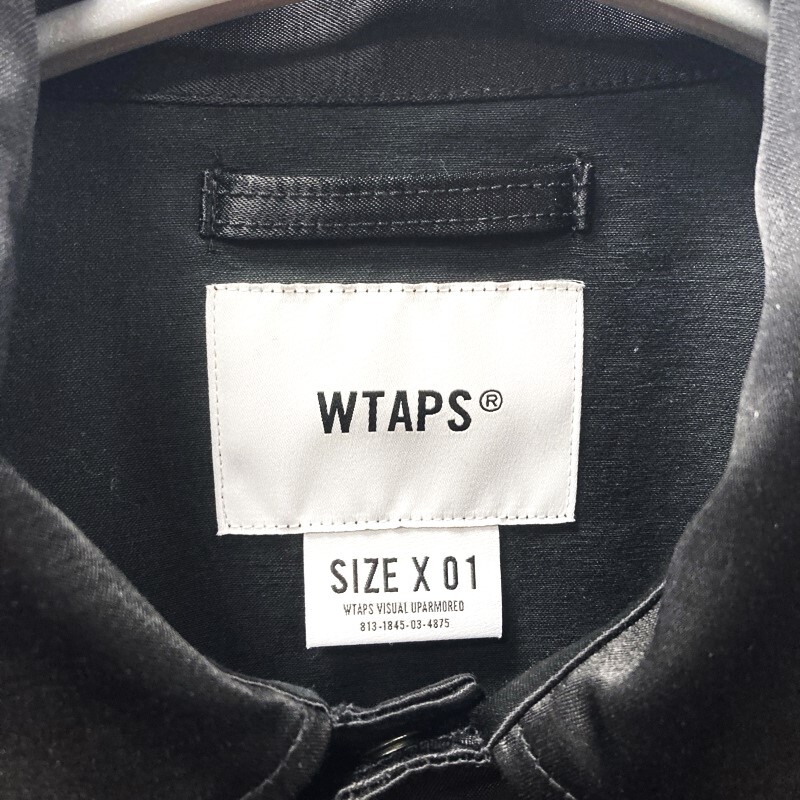 WTAPS®
SIZE X 01
WTAPS VISUAL UPARMORED
813-1845-03-4875